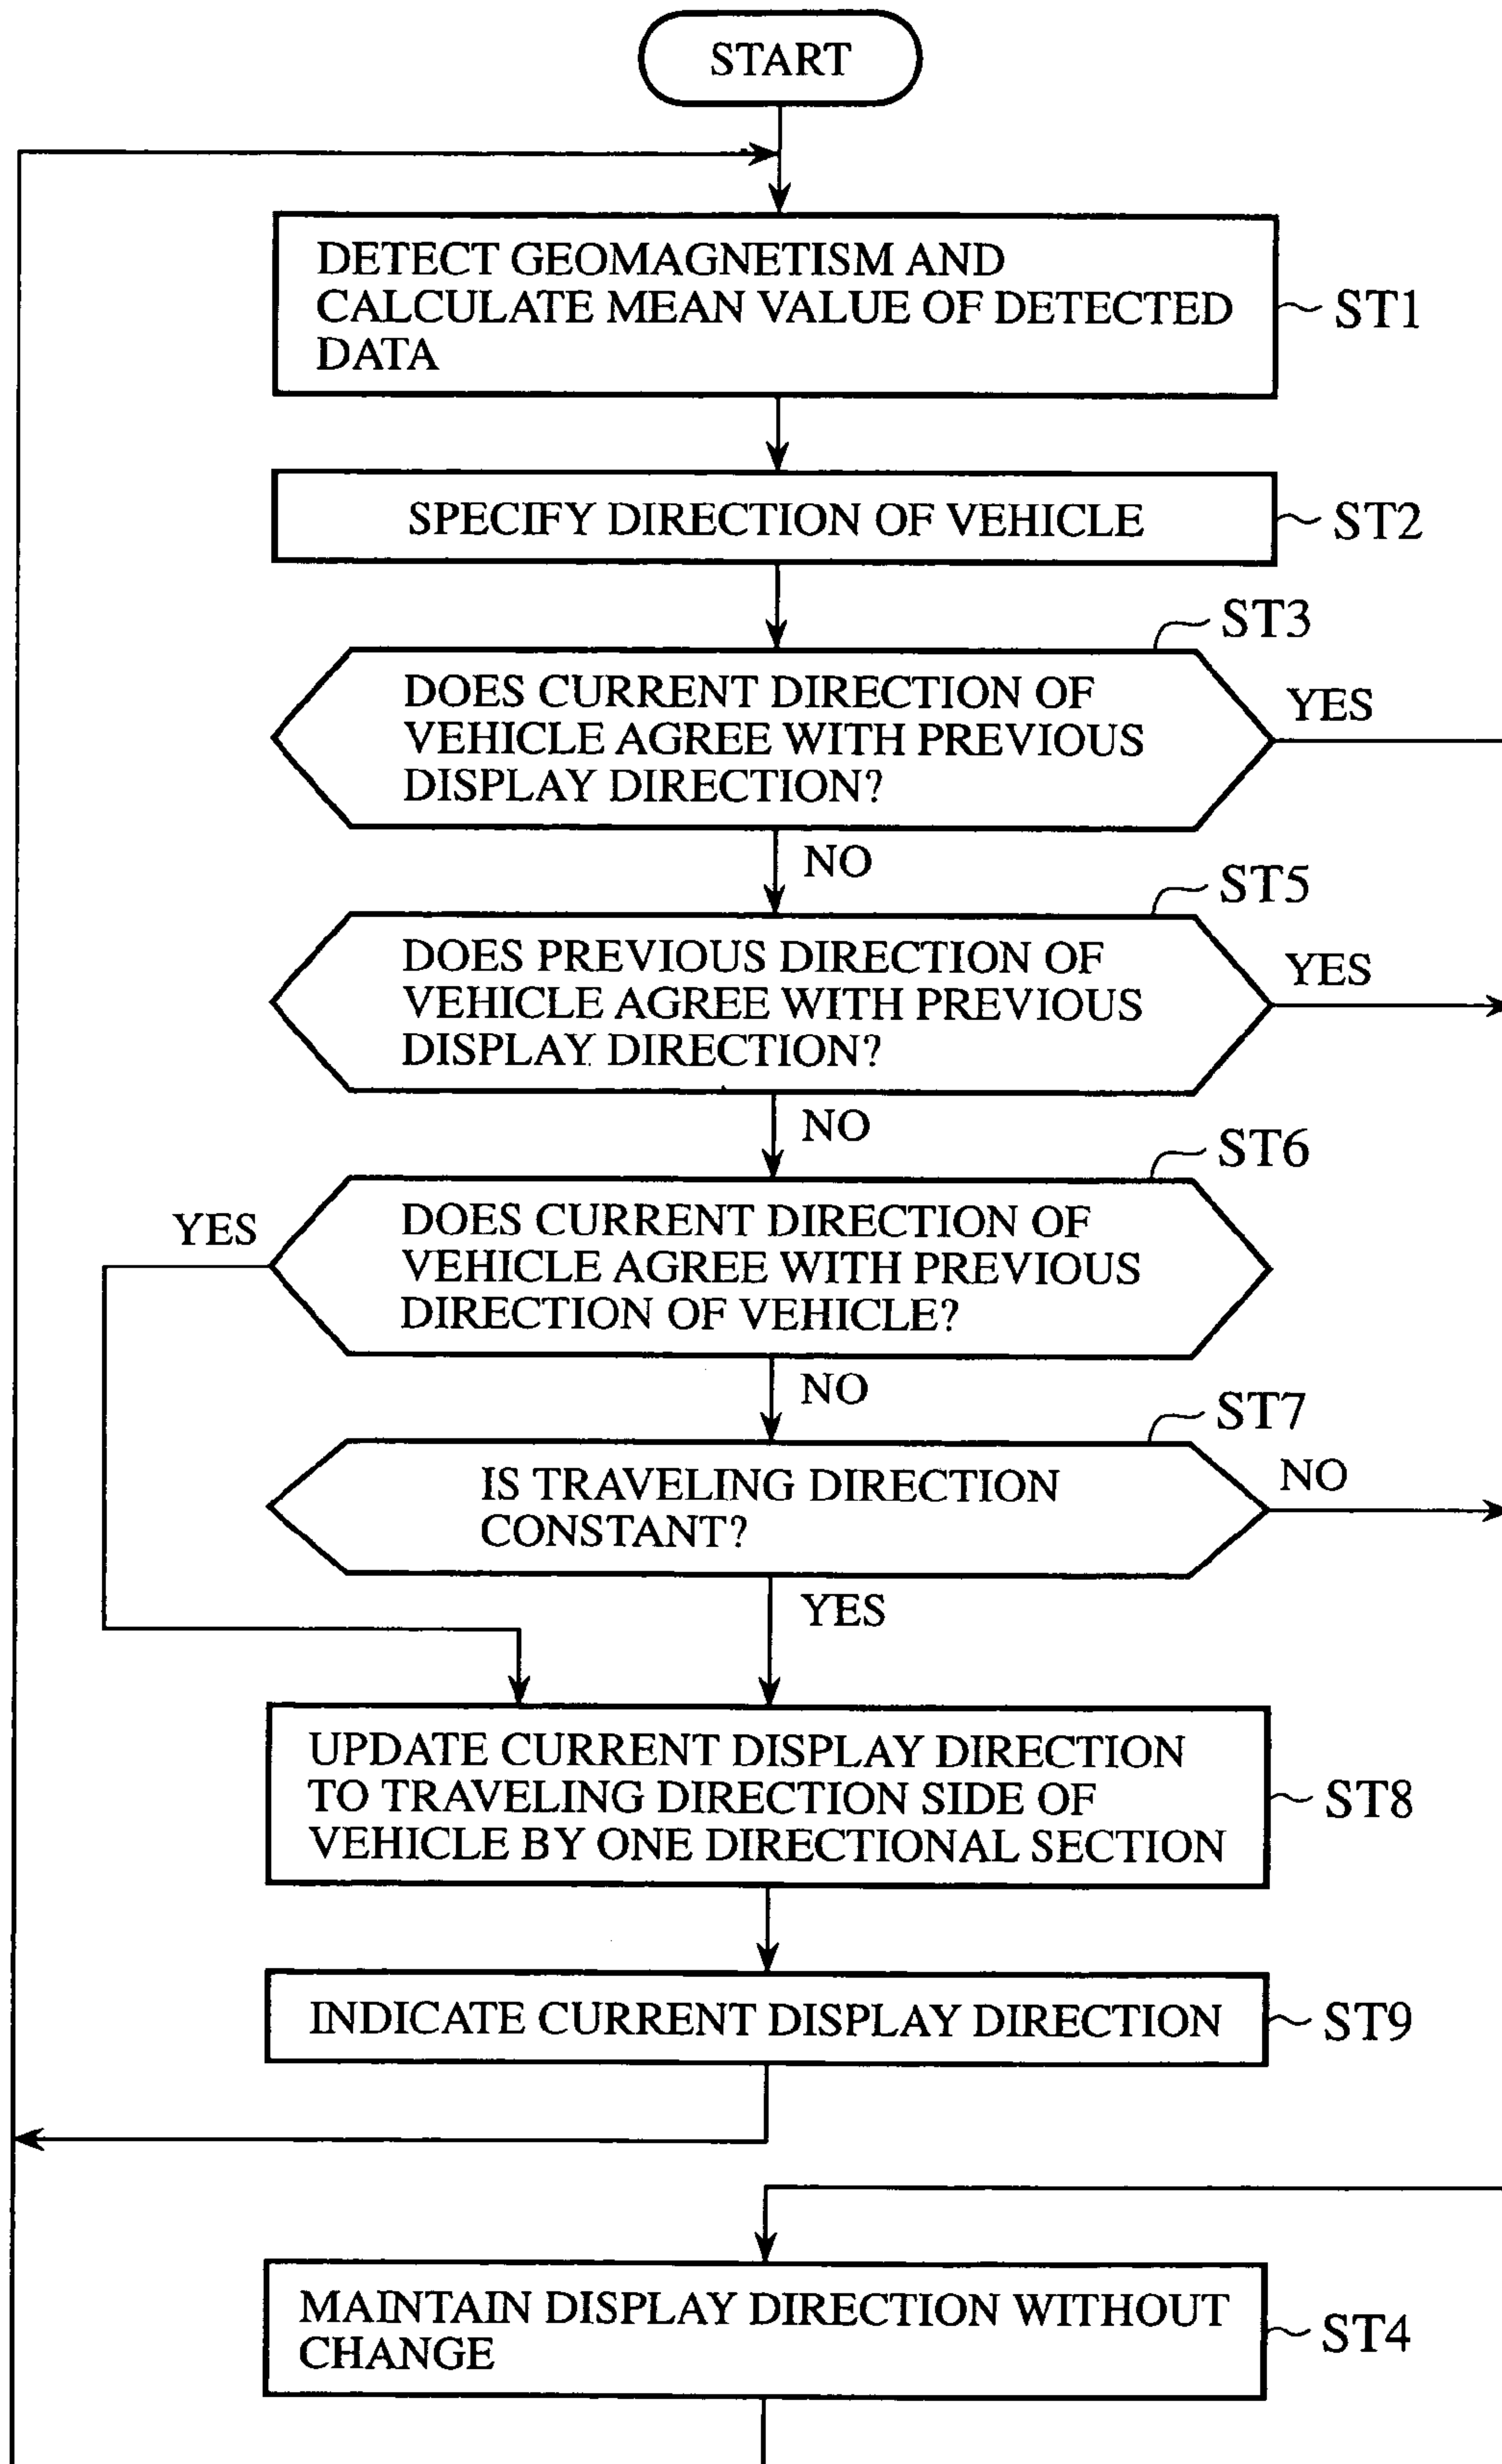 START
DETECT GEOMAGNETISM AND
CALCULATE MEAN VALUE OF DETECTED
DATA
ST1
SPECIFY DIRECTION OF VEHICLE
ST2
ST3
DOES CURRENT DIRECTION OF
VEHICLE AGREE WITH PREVIOUS
DISPLAY DIRECTION?
YES
NO
ST5
DOES PREVIOUS DIRECTION OF
VEHICLE AGREE WITH PREVIOUS
DISPLAY DIRECTION?
YES
NO
ST6
YES
DOES CURRENT DIRECTION OF
VEHICLE AGREE WITH PREVIOUS
DIRECTION OF VEHICLE?
NO
ST7
IS TRAVELING DIRECTION
CONSTANT?
NO
YES
UPDATE CURRENT DISPLAY DIRECTION
TO TRAVELING DIRECTION SIDE OF
VEHICLE BY ONE DIRECTIONAL SECTION
ST8
INDICATE CURRENT DISPLAY DIRECTION
ST9
MAINTAIN DISPLAY DIRECTION WITHOUT
CHANGE
ST4